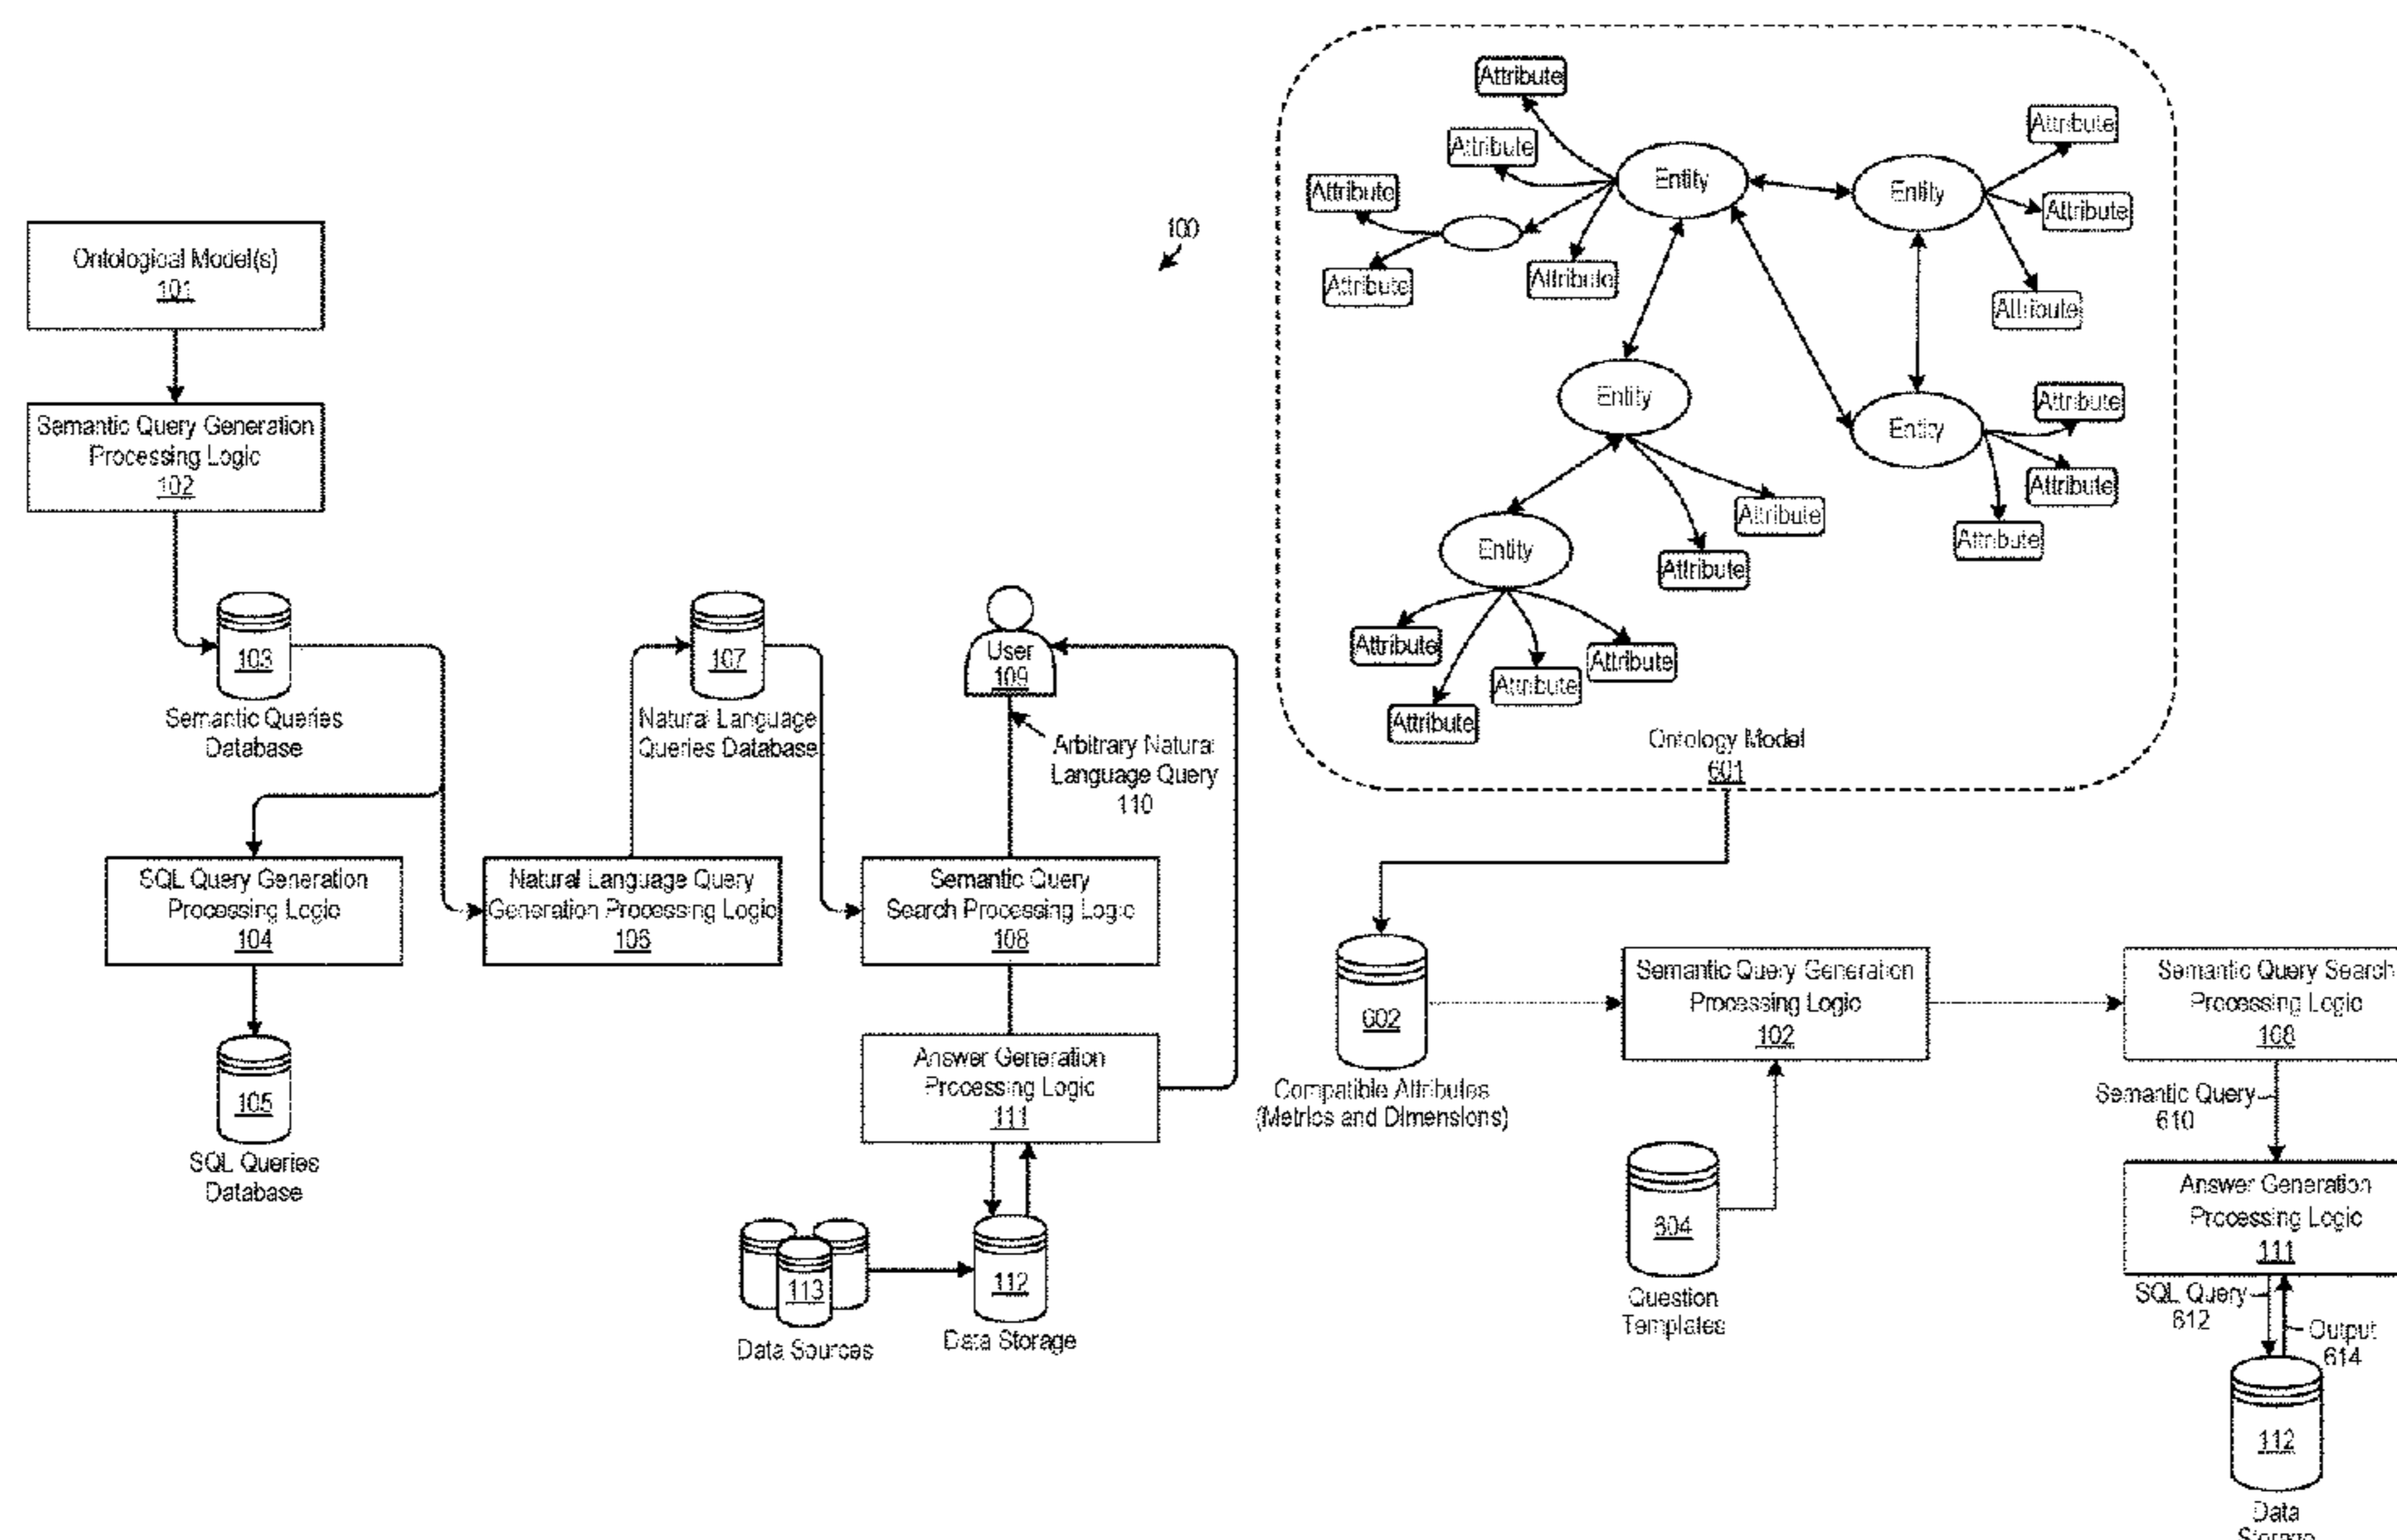 Ontological Model(s)
101
Semantic Query Generation
Processing Logic
102
103
Semantic Queries
Database
SQL Query Generation
Processing Logic
104
105
SQL Queries
Database
Natural Language Query
Generation Processing Logic
106
107
Natural Language
Queries Database
User
109
Arbitrary Natural
Language Query
110
Semantic Query
Search Processing Logic
108
Answer Generation
Processing Logic
111
113
Data Sources
112
Data Storage
100
Attribute
Attribute
Attribute
Attribute
Attribute
Entity
Entity
Attribute
Attribute
Attribute
Entity
Entity
Attribute
Attribute
Attribute
Attribute
Attribute
Entity
Attribute
Attribute
Attribute
Attribute
Ontology Model
601
602
Compatible Attributes
(Metrics and Dimensions)
Semantic Query Generation
Processing Logic
102
604
Question
Templates
Semantic Query Search
Processing Logic
108
Semantic Query
610
Answer Generation
Processing Logic
111
SQL Query
612
Output
614
112
Data
Storage